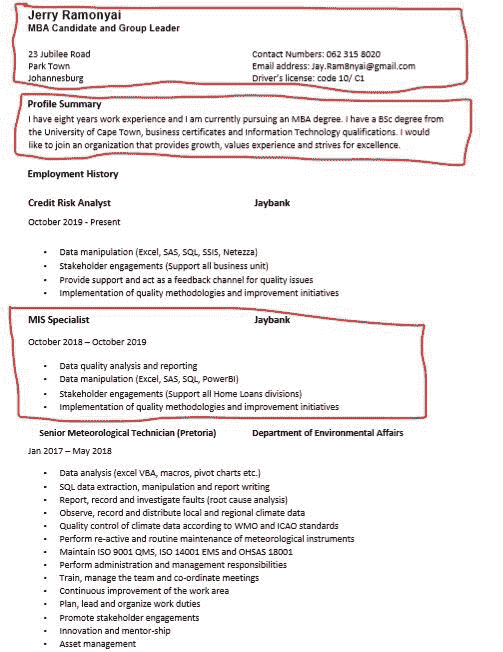 Jerry Ramonyai
MBA Candidate and Group Leader
23 Jubilee Road Contact Numbers: 062 315 8020
Park Town Email address: Jay.Ram8nyai@gmail.com
Johannesburg Driver's license: code 10/ C1
Profile Summary
I have eight years work experience and I am currently pursuing an MBA degree. I have a BSc degree from
the University of Cape Town, business certificates and Information Technology qualifications. I would
like to join an organization that provides growth, values experience and strives for excellence.
Employment History
Credit Risk Analyst Jaybank
October 2019 - Present
• Data manipulation (Excel, SAS, SQL, SSIS, Netezza)
• Stakeholder engagements (Support all business unit)
• Provide support and act as a feedback channel for quality issues
• Implementation of quality methodologies and improvement initiatives
MIS Specialist Jaybank
October 2018 – October 2019
• Data quality analysis and reporting
• Data manipulation (Excel, SAS, SQL, PowerBI)
• Stakeholder engagements (Support all Home Loans divisions)
• Implementation of quality methodologies and improvement initiatives
Senior Meteorological Technician (Pretoria) Department of Environmental Affairs
Jan 2017 – May 2018
• Data analysis (excel VBA, macros, pivot charts etc.)
• SQL data extraction, manipulation and report writing
• Report, record and investigate faults (root cause analysis)
• Observe, record and distribute local and regional climate data
• Quality control of climate data according to WMO and ICAO standards
• Perform re-active and routine maintenance of meteorological instruments
• Maintain ISO 9001 QMS, ISO 14001 EMS and OHSAS 18001
• Perform administration and management responsibilities
• Train, manage the team and co-ordinate meetings
• Continuous improvement of the work area
• Plan, lead and organize work duties
• Promote stakeholder engagements
• Innovation and mentor-ship
• Asset management